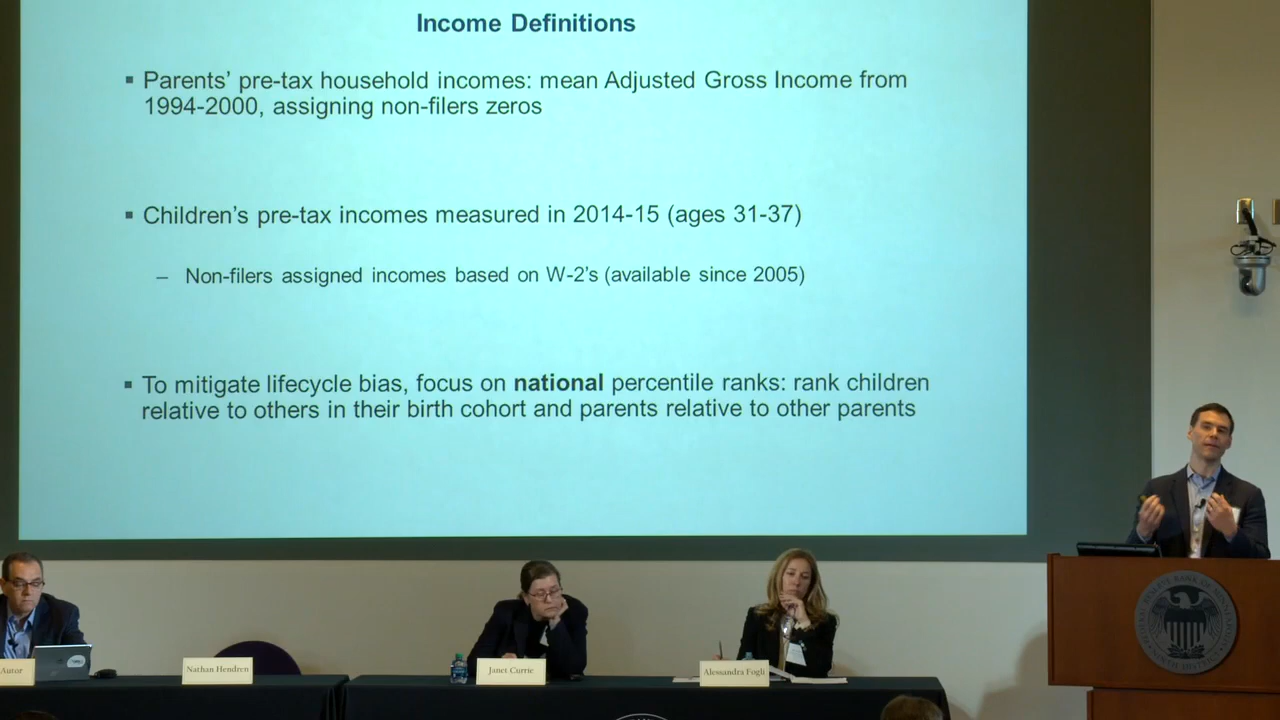 Income Definitions
▪ Parents’ pre-tax household incomes: mean Adjusted Gross Income from
1994-2000, assigning non-filers zeros
▪ Children’s pre-tax incomes measured in 2014-15 (ages 31-37)
– Non-filers assigned incomes based on W-2's (available since 2005)
▪ To mitigate lifecycle bias, focus on national percentile ranks: rank children
relative to others in their birth cohort and parents relative to other parents
Autor
Nathan Hendren
Janet Currie
Alessandra Fogli